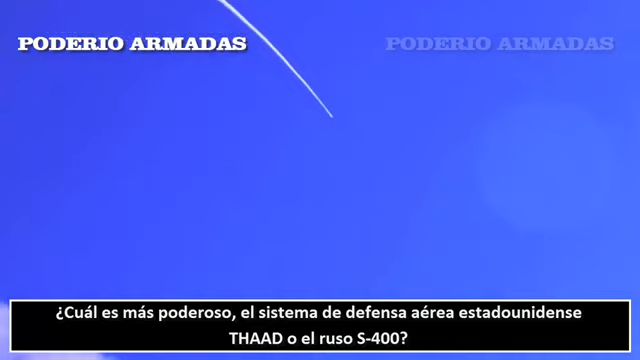 PODERIO ARMADAS PODERIO ARMADAS
¿Cuál es más poderoso, el sistema de defensa aérea estadounidense
THAAD o el ruso S-400?